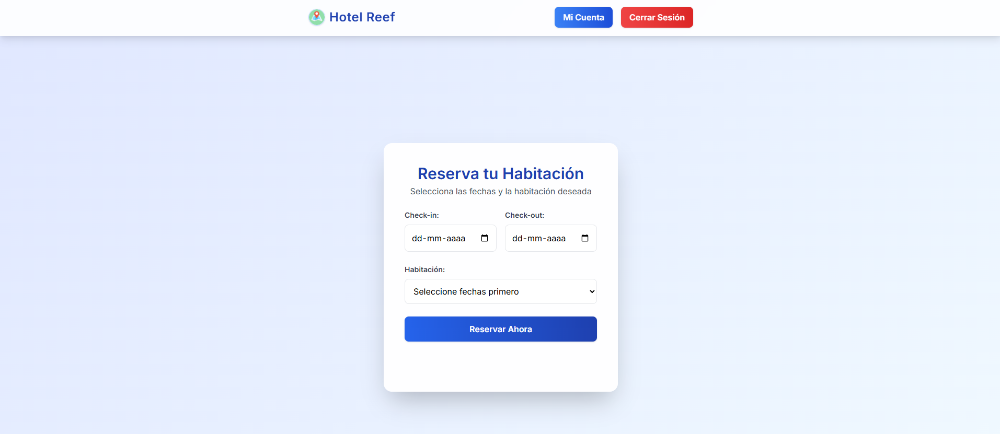 Hotel Reef
Mi Cuenta
Cerrar Sesión
Reserva tu Habitación
Selecciona las fechas y la habitación deseada
Check-in:
Check-out:
dd-mm-aaaa
dd-mm-aaaa
Habitación:
Seleccione fechas primero
Reservar Ahora